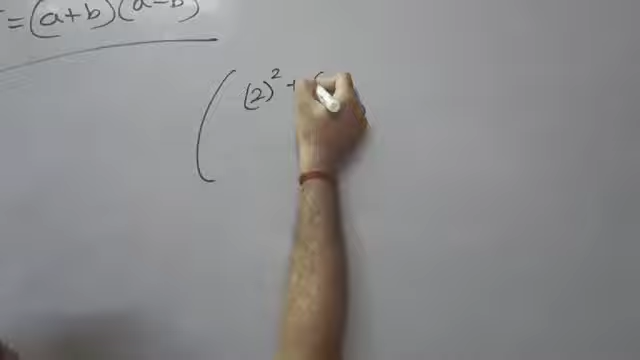 = (a+b)(a-b)
( (2)² + (